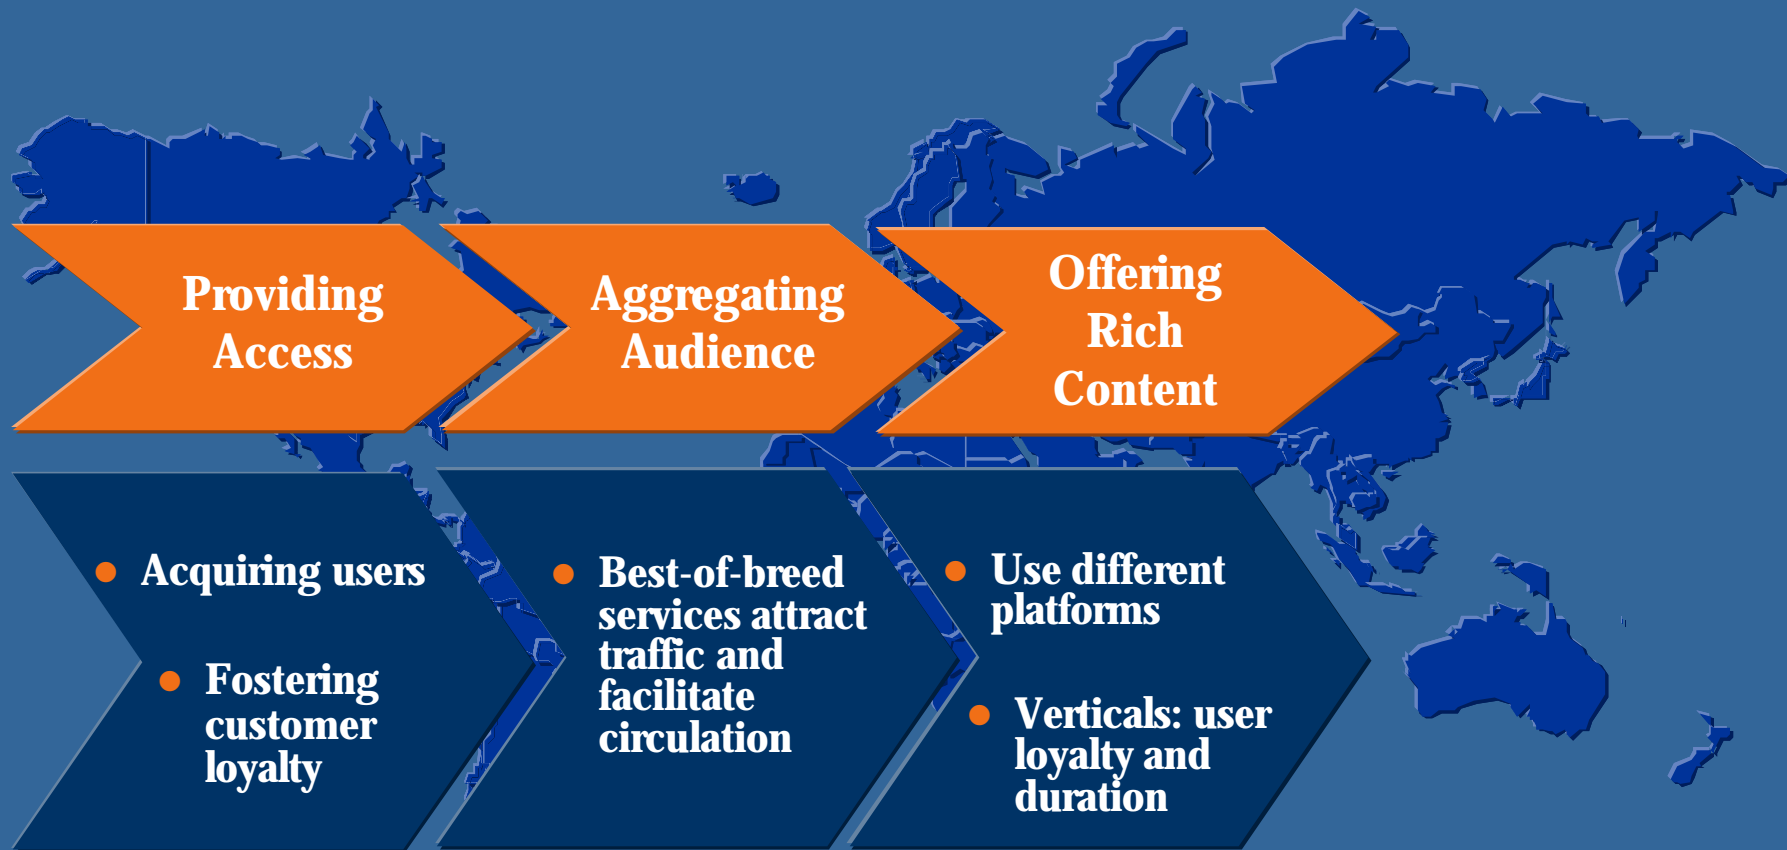 Providing
Access
Aggregating
Audience
Offering
Rich
Content
Acquiring users
Fostering
customer
loyalty
Best-of-breed
services attract
traffic and
facilitate
circulation
Use different
platforms
Verticals: user
loyalty and
duration